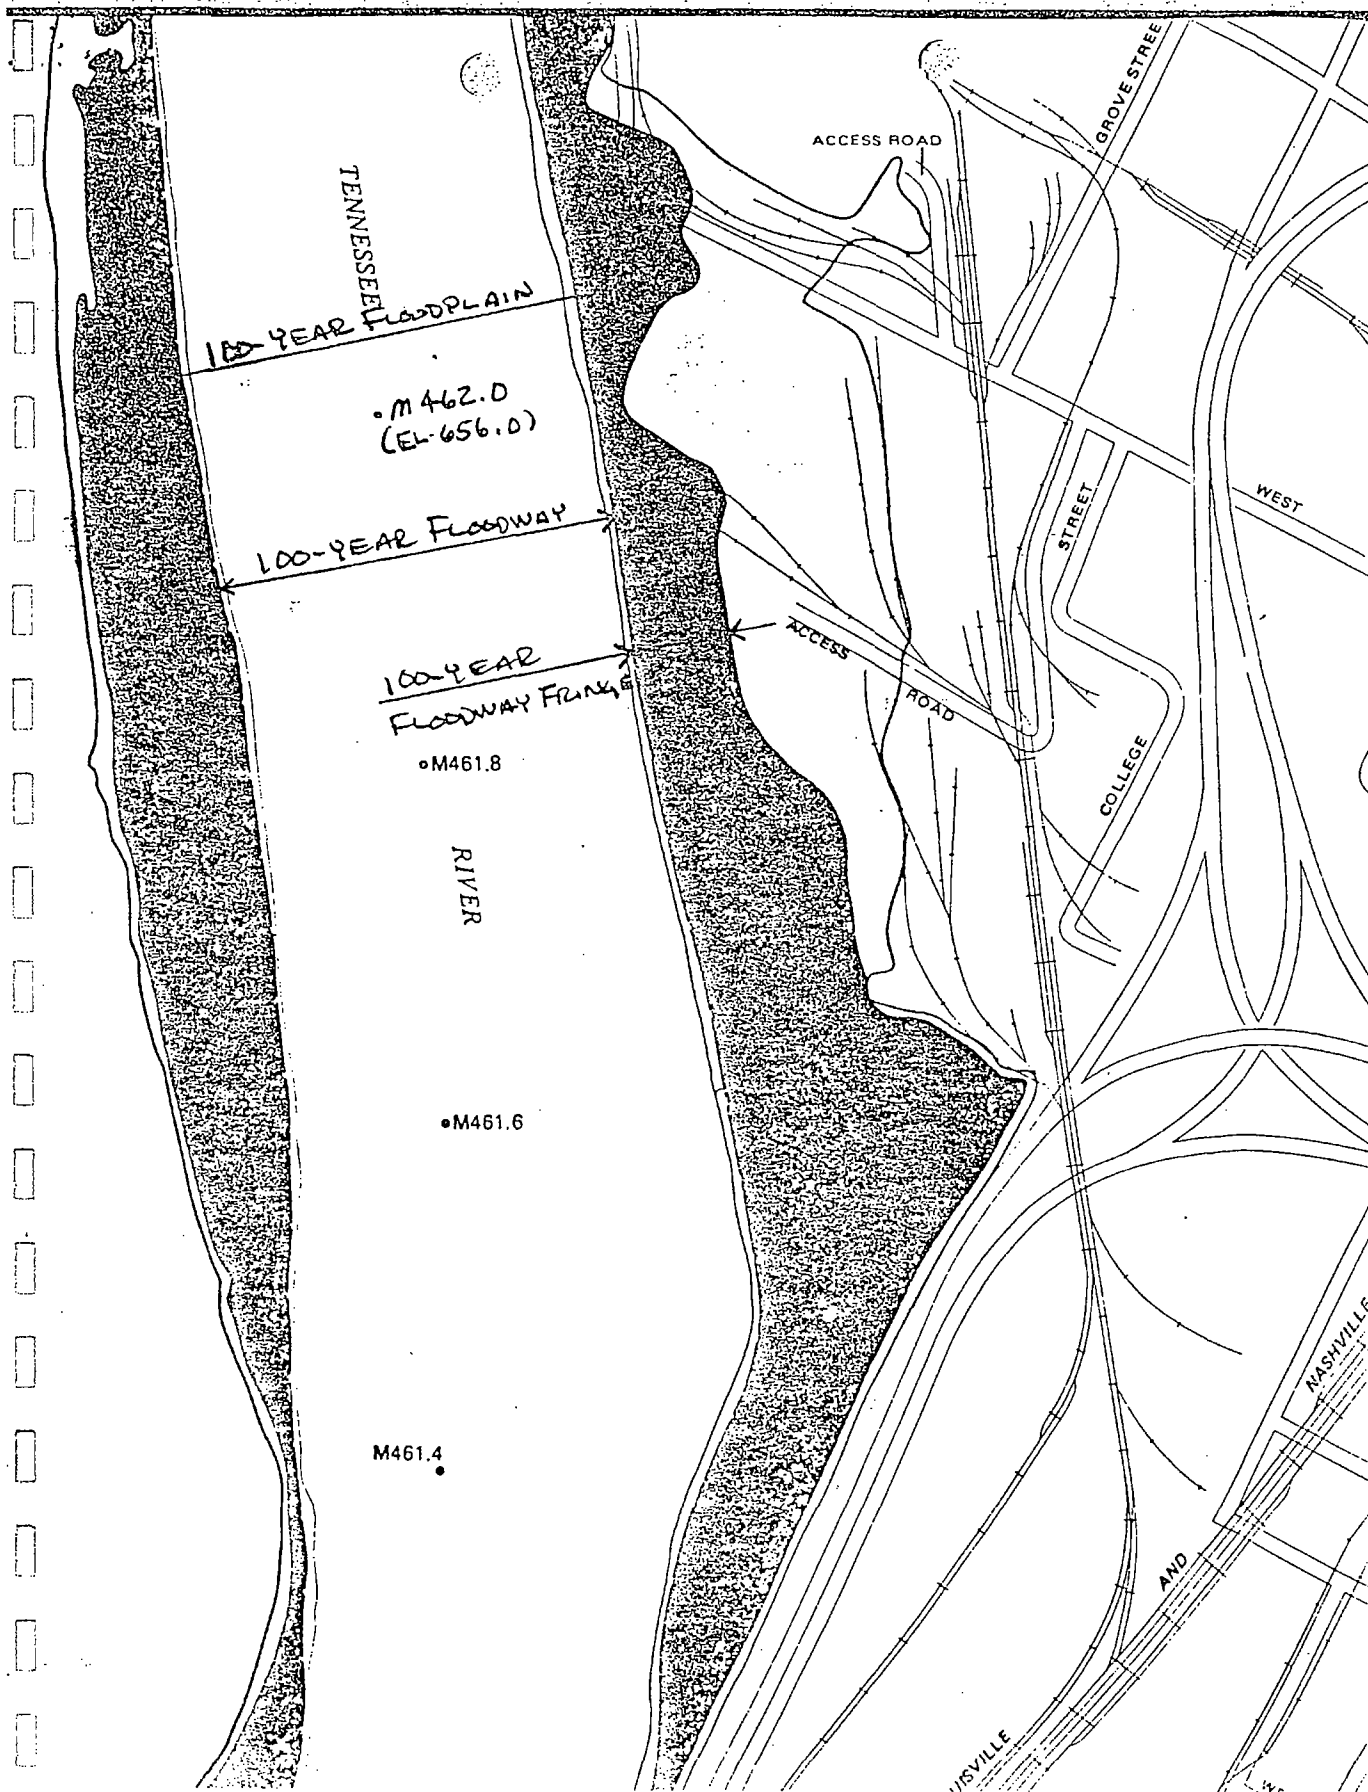 GROVE STREE
ACCESS ROAD
TENNESSEE
100-YEAR FLOODPLAIN
M 462.0
(EL-656.0)
WEST
STREET
100-YEAR FLOODWAY
ACCESS ROAD
100-YEAR
FLOODWAY FRINGE
M461.8
COLLEGE
RIVER
M461.6
NASHVILLE
M461.4
AND
UISVILLE